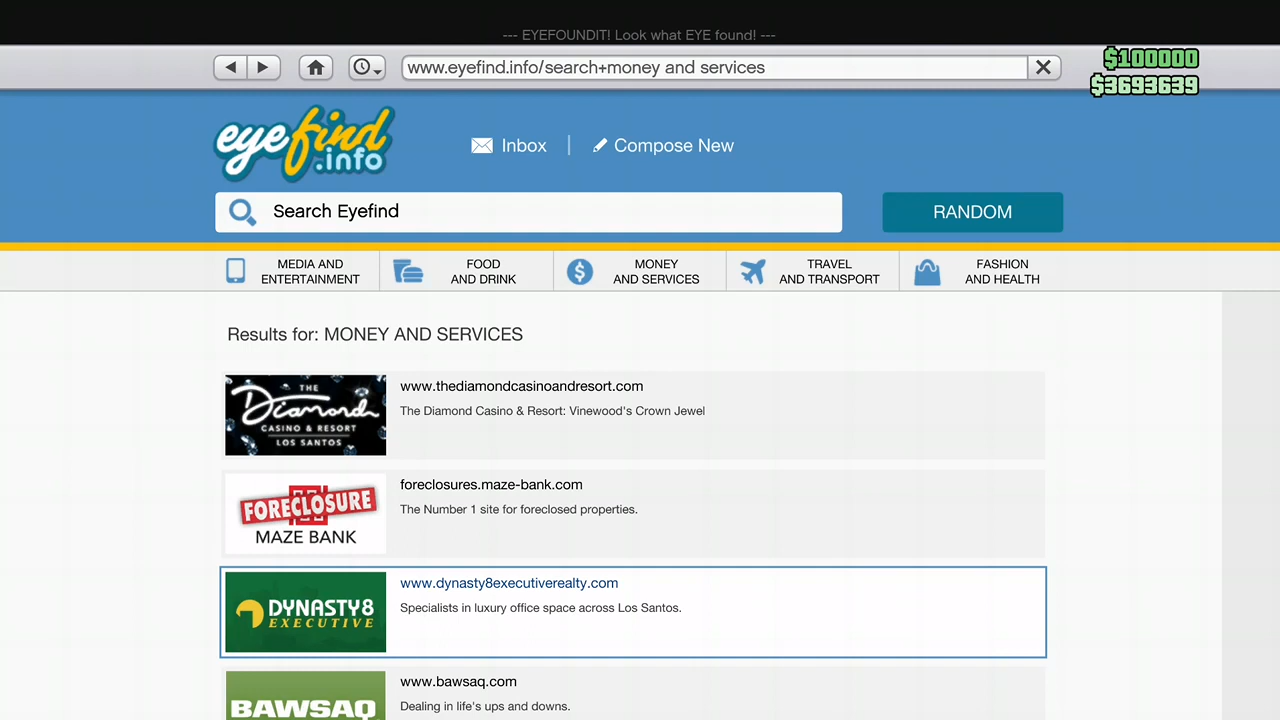 --- EYEFOUNDIT! Look what EYE found! ---
www.eyefind.info/search+money and services
$100000
$3693639
eyefind
.info
Inbox
Compose New
Search Eyefind
RANDOM
MEDIA AND
ENTERTAINMENT
FOOD
AND DRINK
MONEY
AND SERVICES
TRAVEL
AND TRANSPORT
FASHION
AND HEALTH
Results for: MONEY AND SERVICES
THE
Diamond
CASINO & RESORT
LOS SANTOS
www.thediamondcasinoandresort.com
The Diamond Casino & Resort: Vinewood's Crown Jewel
FORECLOSURE
MAZE BANK
foreclosures.maze-bank.com
The Number 1 site for foreclosed properties.
DYNASTY8
EXECUTIVE
www.dynasty8executiverealty.com
Specialists in luxury office space across Los Santos.
BAWSAQ
www.bawsaq.com
Dealing in life's ups and downs.